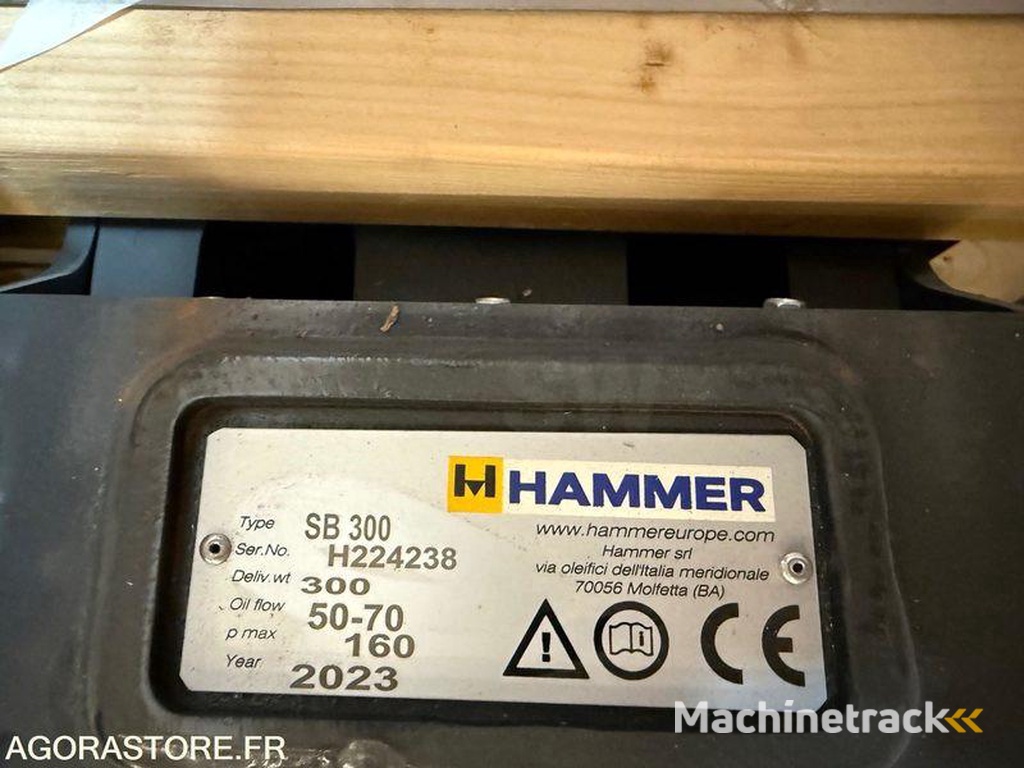 H HAMMER
www.hammereurope.com
Hammer srl
via oleifici dell'Italia meridionale
70056 Molfetta (BA)
Type SB 300
Ser.No. H224238
Deliv.wt 300
Oil flow 50-70
p max 160
Year 2023
CE
Machinetrack
AGORASTORE.FR